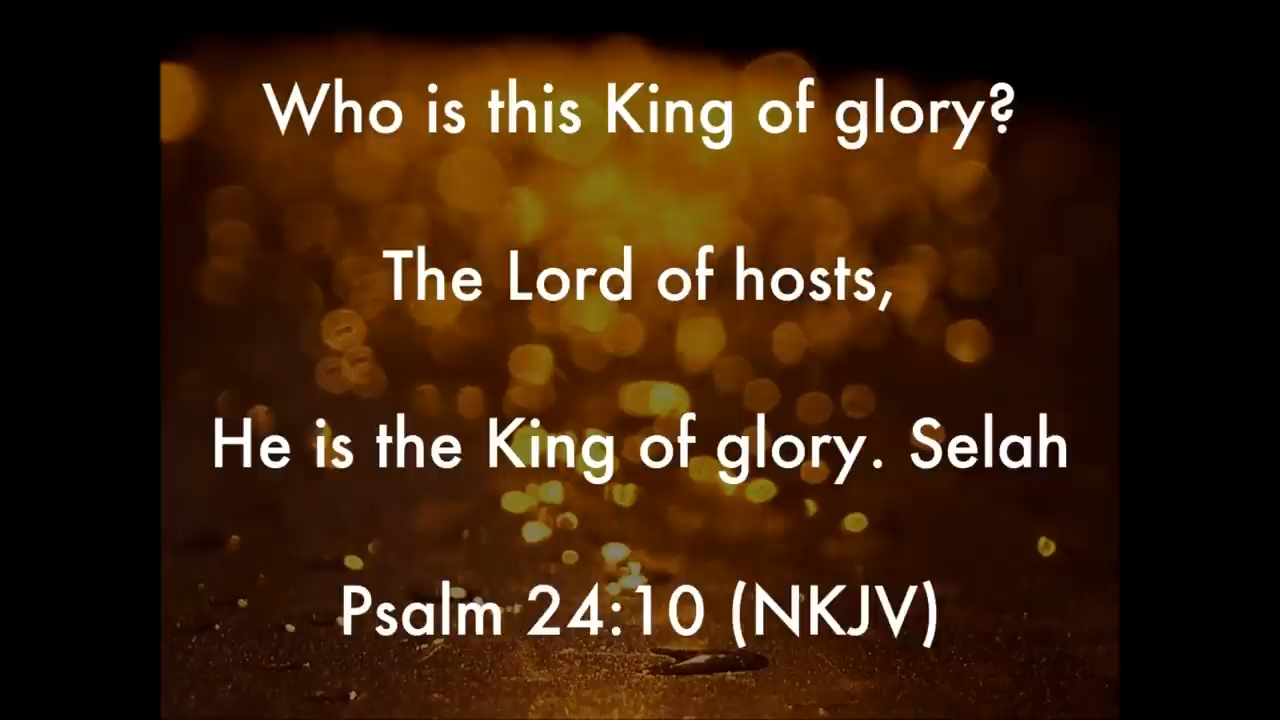 Who is this King of glory?
The Lord of hosts,
He is the King of glory. Selah
Psalm 24:10 (NKJV)